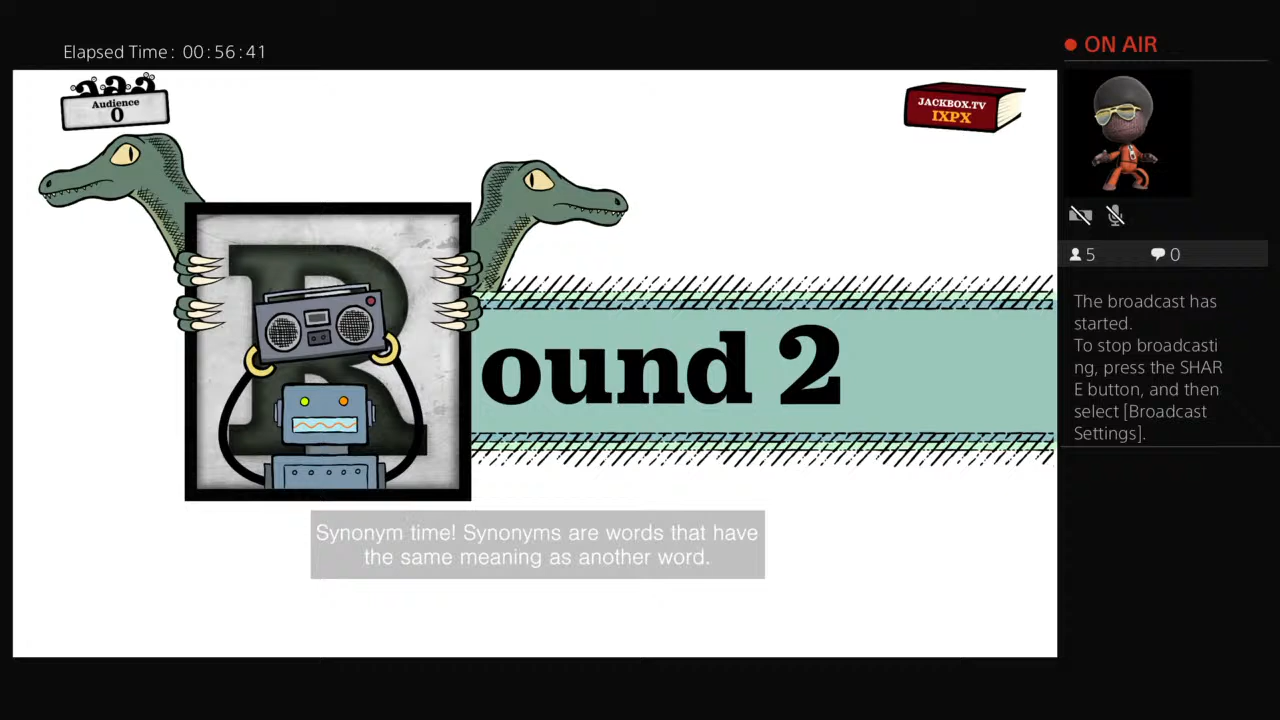 Elapsed Time: 00:56:41
ON AIR
Audience
0
JACKBOX.TV
IXPX
Round 2
Synonym time! Synonyms are words that have
the same meaning as another word.
5
0
The broadcast has
started.
To stop broadcasti
ng, press the SHAR
E button, and then
select [Broadcast
Settings].